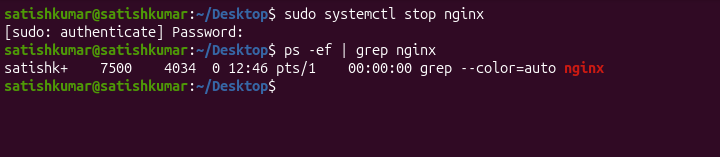 satishkumar@satishkumar:~/Desktop$ sudo systemctl stop nginx
[sudo: authenticate] Password:
satishkumar@satishkumar:~/Desktop$ ps -ef | grep nginx
satishk+    7500    4034  0 12:46 pts/1    00:00:00 grep --color=auto nginx
satishkumar@satishkumar:~/Desktop$